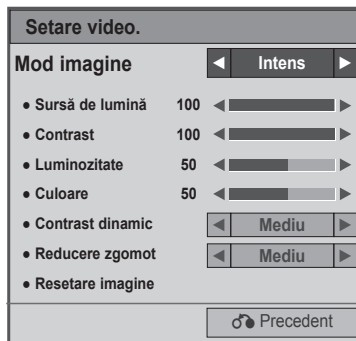 Setare video.
Mod imagine ◄ Intens ►
● Sursă de lumină 100
● Contrast 100
● Luminozitate 50
● Culoare 50
● Contrast dinamic ◄ Mediu ►
● Reducere zgomot ◄ Mediu ►
● Resetare imagine
Precedent